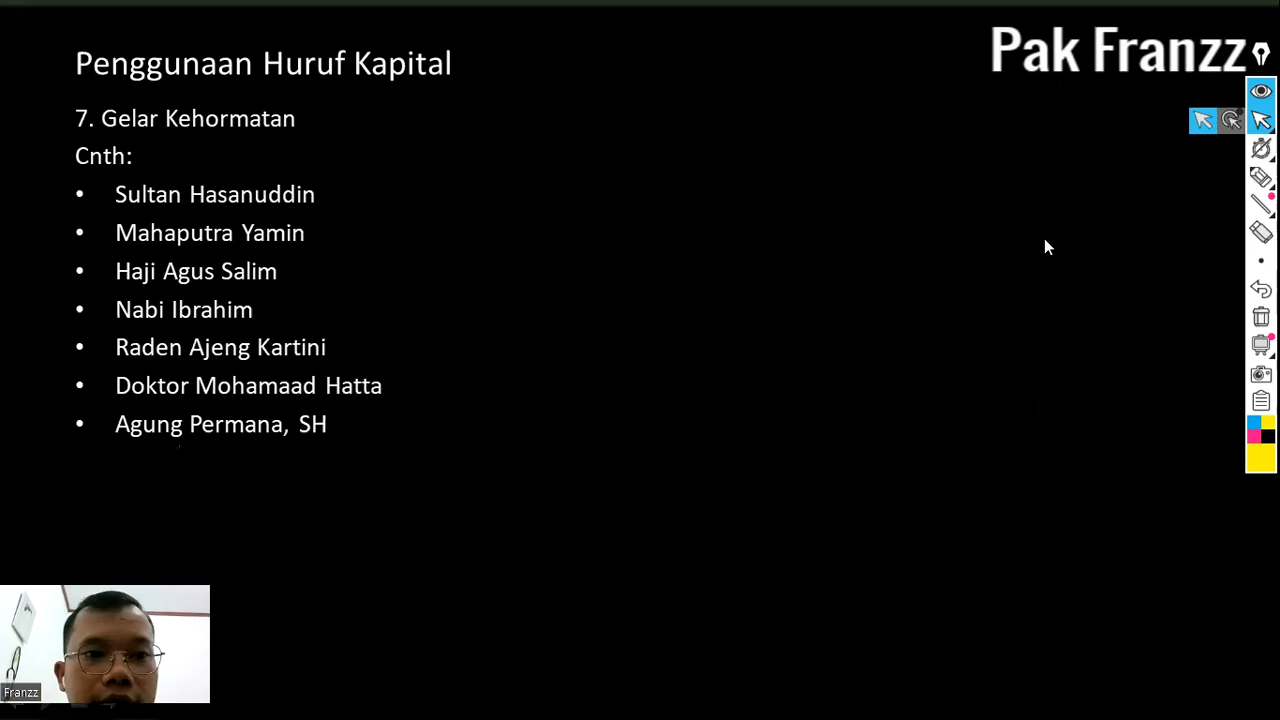 Penggunaan Huruf Kapital
Pak Franzz
7. Gelar Kehormatan
Cnth:
• Sultan Hasanuddin
• Mahaputra Yamin
• Haji Agus Salim
• Nabi Ibrahim
• Raden Ajeng Kartini
• Doktor Mohamaad Hatta
• Agung Permana, SH
Franzz